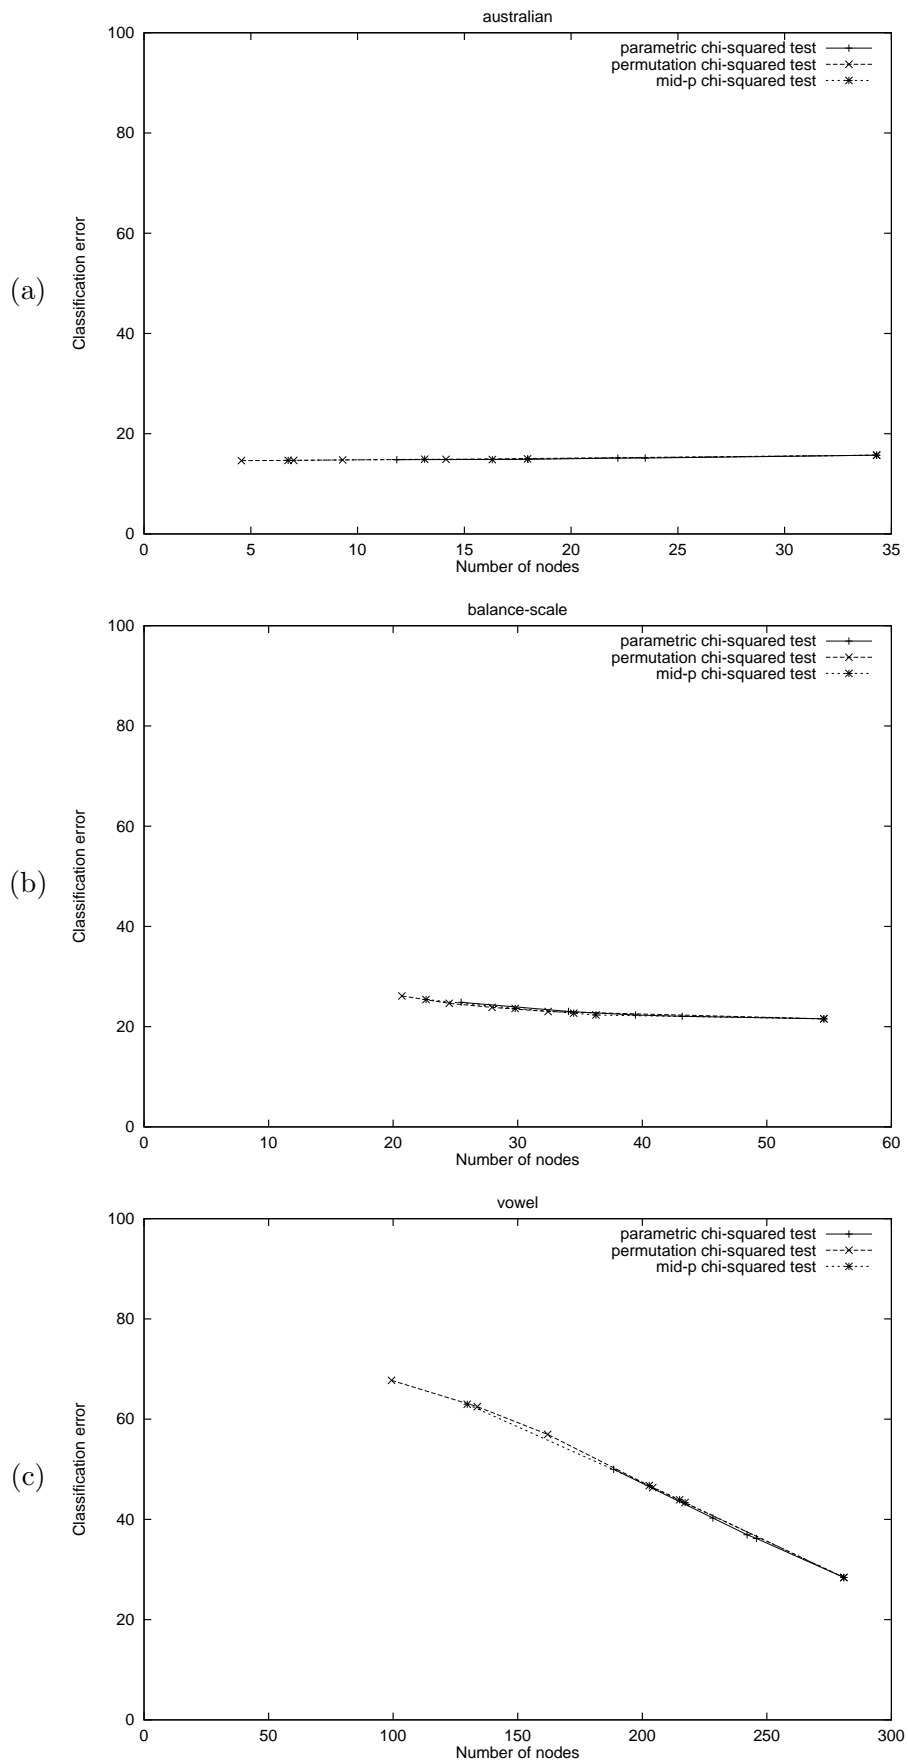 australian
100
80
60
40
20
0
Classification error
(a)
parametric chi-squared test
permutation chi-squared test
mid-p chi-squared test
0 5 10 15 20 25 30 35
Number of nodes
balance-scale
100
80
60
40
20
0
Classification error
(b)
parametric chi-squared test
permutation chi-squared test
mid-p chi-squared test
0 10 20 30 40 50 60
Number of nodes
vowel
100
80
60
40
20
0
Classification error
(c)
parametric chi-squared test
permutation chi-squared test
mid-p chi-squared test
0 50 100 150 200 250 300
Number of nodes